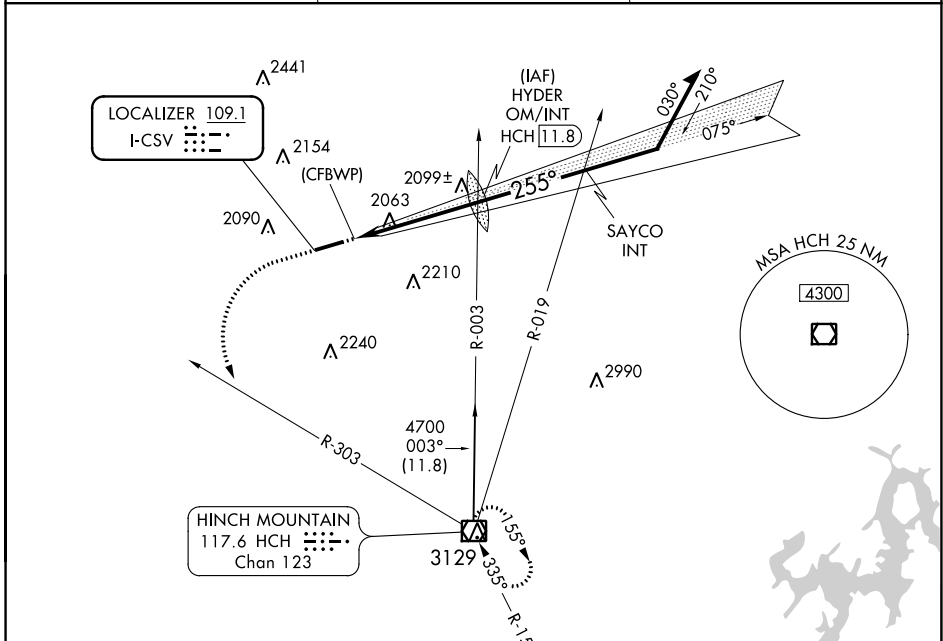 2441
LOCALIZER 109.1
I-CSV
2154
(CFBWP)
2090
2063
2099±
(IAF)
HYDER
OM/INT
HCH 11.8
255°
030°
210°
075°
SAYCO
INT
MSA HCH 25 NM
4300
2210
2240
2990
R-003
R-019
R-303
4700
003°
(11.8)
HINCH MOUNTAIN
117.6 HCH
Chan 123
3129
155°
335°